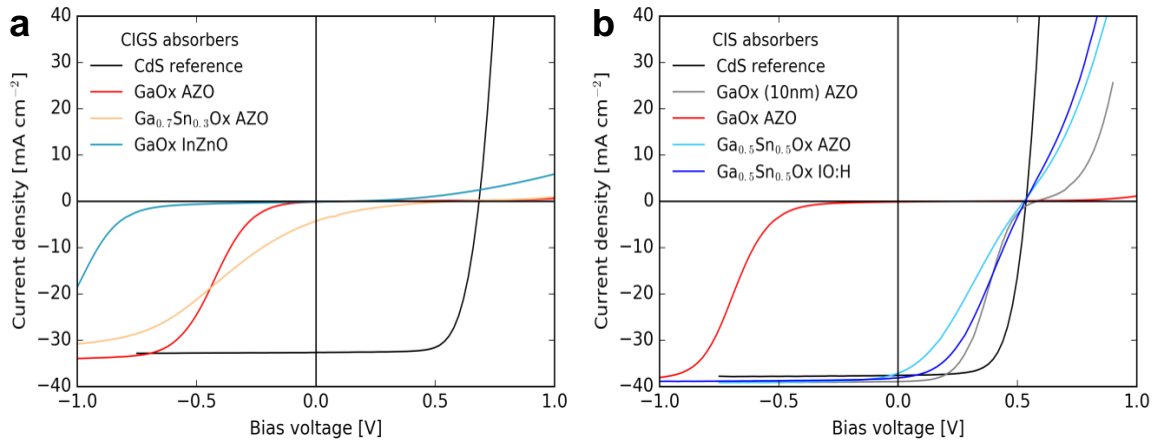 a
CIGS absorbers
CdS reference
GaOx AZO
Ga₀.₇Sn₀.₃Ox AZO
GaOx InZnO
Current density [mA cm⁻²]
40
30
20
10
0
−10
−20
−30
−40
−1.0
−0.5
0.0
0.5
1.0
Bias voltage [V]
b
CIS absorbers
CdS reference
GaOx (10nm) AZO
GaOx AZO
Ga₀.₅Sn₀.₅Ox AZO
Ga₀.₅Sn₀.₅Ox IO:H
Current density [mA cm⁻²]
40
30
20
10
0
−10
−20
−30
−40
−1.0
−0.5
0.0
0.5
1.0
Bias voltage [V]